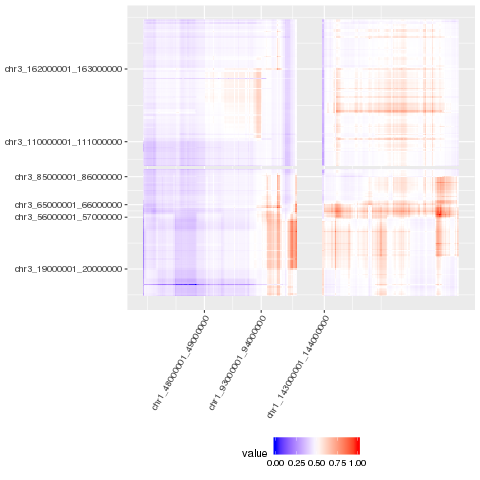 chr3_162000001_163000000
chr3_110000001_111000000
chr3_85000001_86000000
chr3_65000001_66000000
chr3_56000001_57000000
chr3_19000001_20000000
chr1_48000001_49000000
chr1_93000001_94000000
chr1_143000001_144000000
value
0.00 0.25 0.50 0.75 1.00